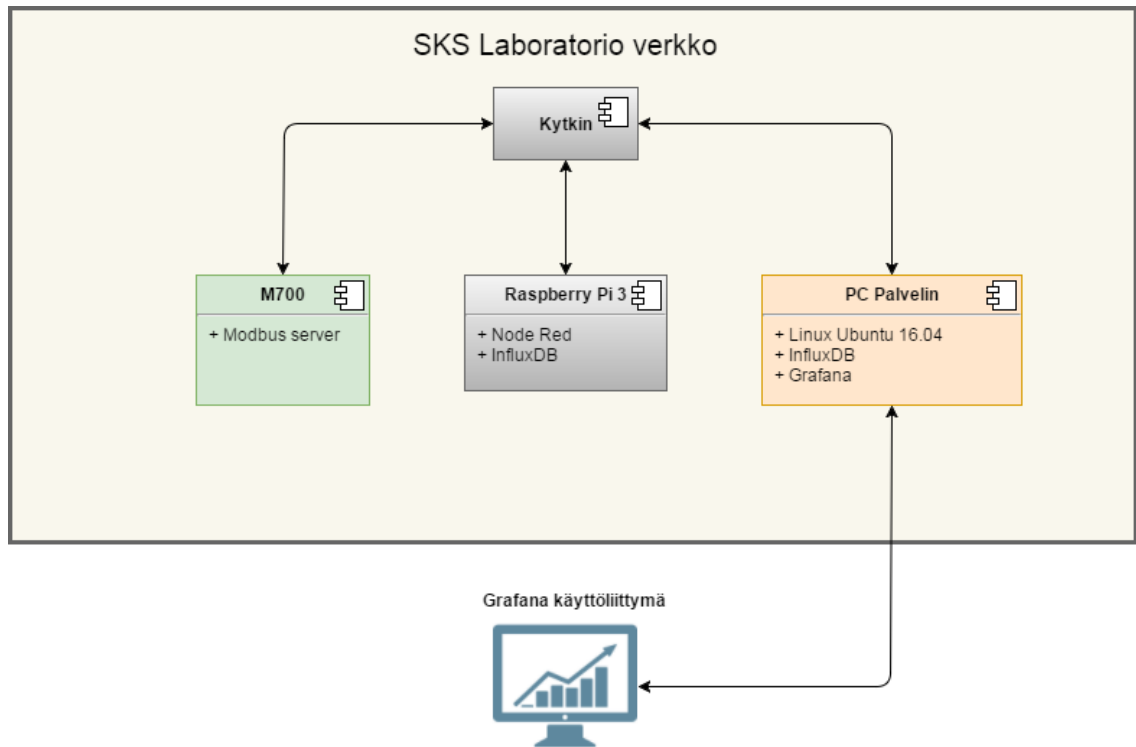 SKS Laboratorio verkko
Kytkin
M700
+ Modbus server
Raspberry Pi 3
+ Node Red
+ InfluxDB
PC Palvelin
+ Linux Ubuntu 16.04
+ InfluxDB
+ Grafana
Grafana käyttöliittymä